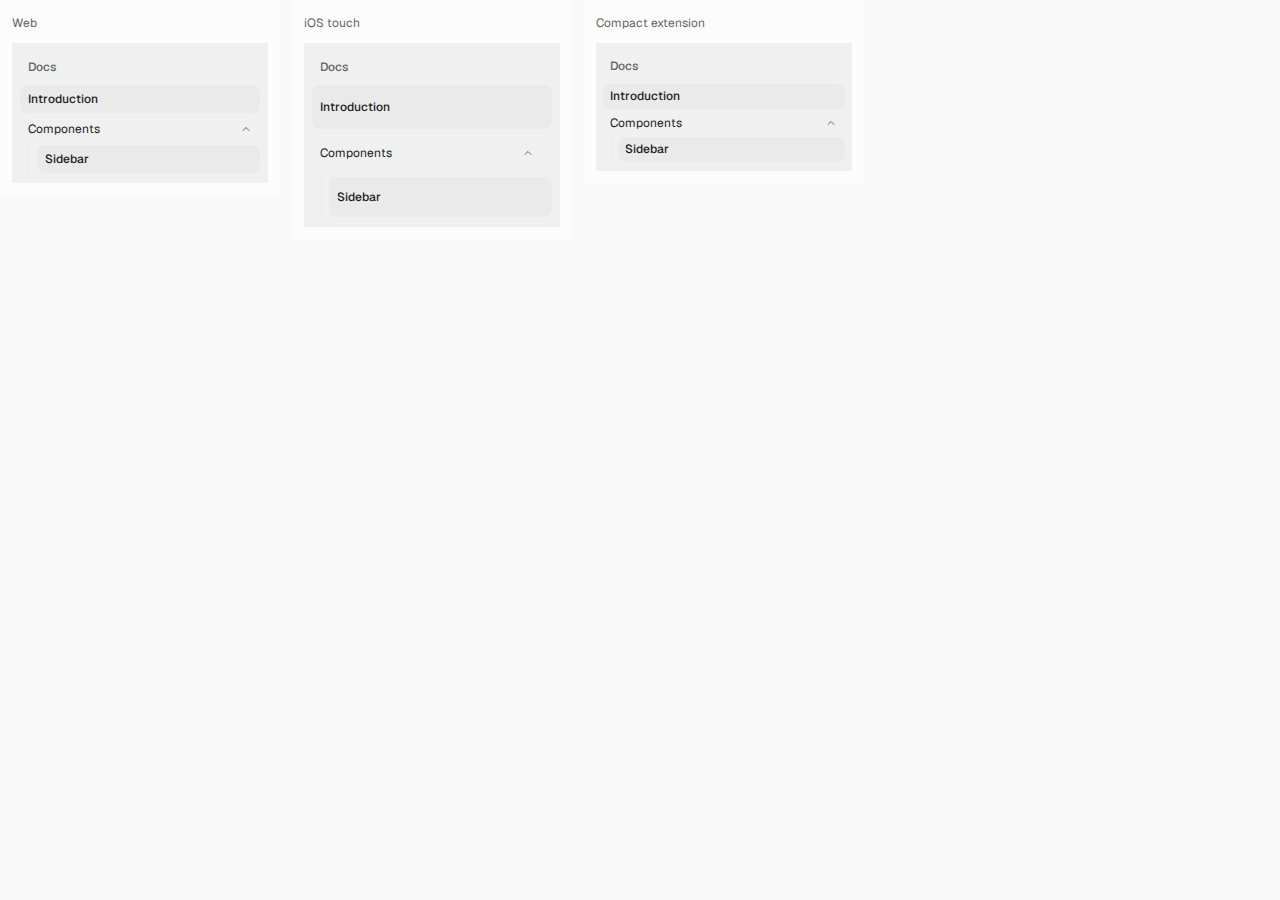 Web
Docs
Introduction
Components
Sidebar
iOS touch
Docs
Introduction
Components
Sidebar
Compact extension
Docs
Introduction
Components
Sidebar